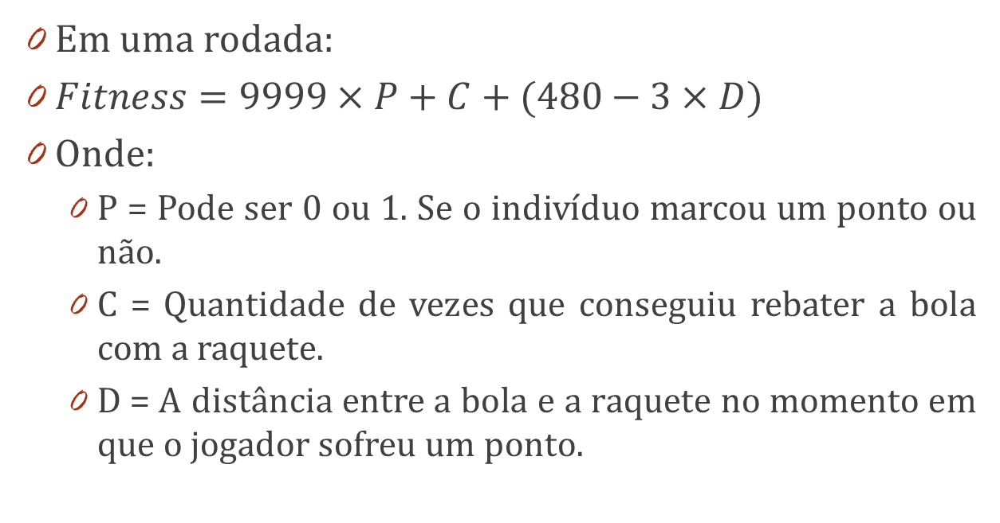 Em uma rodada:
Fitness = 9999 × P + C + (480 − 3 × D)
Onde:
P = Pode ser 0 ou 1. Se o indivíduo marcou um ponto ou
não.
C = Quantidade de vezes que conseguiu rebater a bola
com a raquete.
D = A distância entre a bola e a raquete no momento em
que o jogador sofreu um ponto.